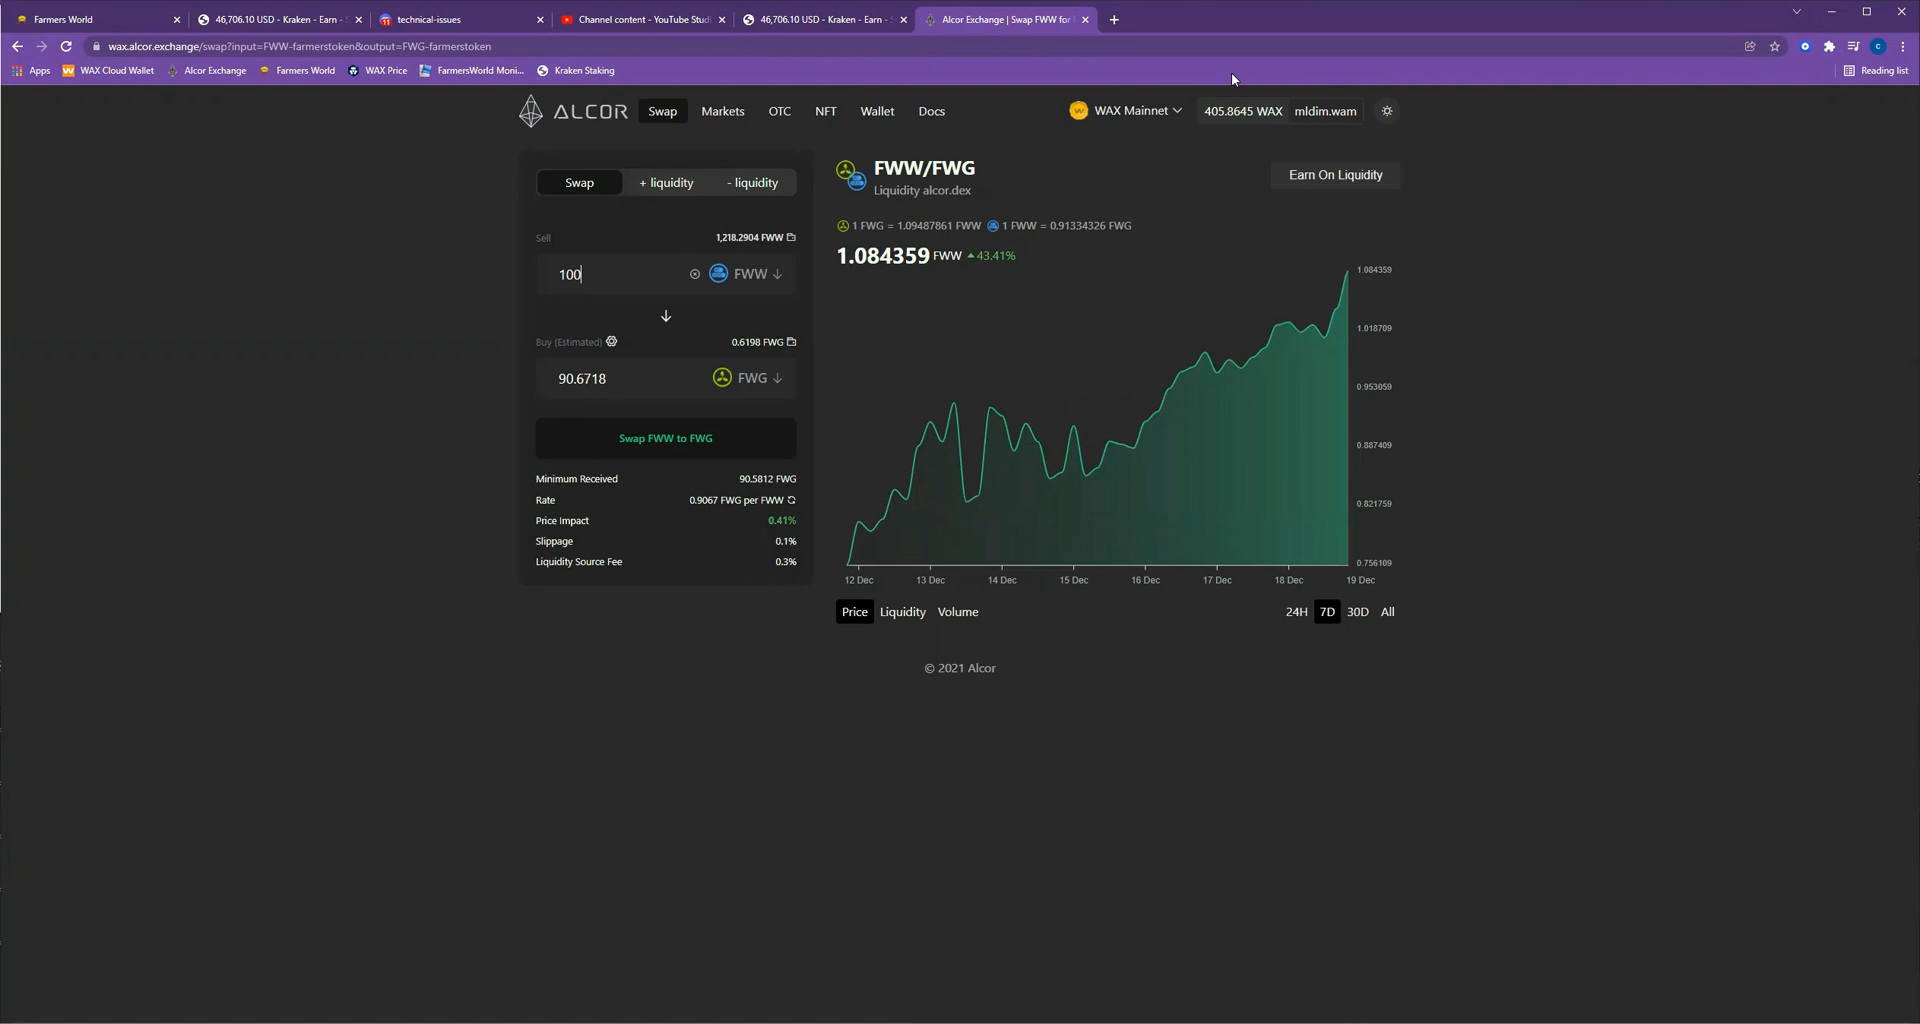 Farmers World
46,706.10 USD - Kraken - Earn - S
technical-issues
Channel content - YouTube Studi
46,706.10 USD - Kraken - Earn - S
Alcor Exchange | Swap FWW for
wax.alcor.exchange/swap?input=FWW-farmerstoken&output=FWG-farmerstoken
C
Apps
WAX Cloud Wallet
Alcor Exchange
Farmers World
WAX Price
FarmersWorld Moni...
Kraken Staking
Reading list
ALCOR
Swap
Markets
OTC
NFT
Wallet
Docs
WAX Mainnet
405.8645 WAX
mldim.wam
Swap
+ liquidity
- liquidity
Sell
1,218.2904 FWW
100
FWW
Buy (Estimated)
0.6198 FWG
90.6718
FWG
Swap FWW to FWG
Minimum Received
90.5812 FWG
Rate
0.9067 FWG per FWW
Price Impact
0.41%
Slippage
0.1%
Liquidity Source Fee
0.3%
FWW/FWG
Liquidity alcor.dex
Earn On Liquidity
1 FWG = 1.09487861 FWW
1 FWW = 0.91334326 FWG
1.084359 FWW 43.41%
1.084359
1.018709
0.953059
0.887409
0.821759
0.756109
12 Dec
13 Dec
14 Dec
15 Dec
16 Dec
17 Dec
18 Dec
19 Dec
Price
Liquidity
Volume
24H
7D
30D
All
© 2021 Alcor